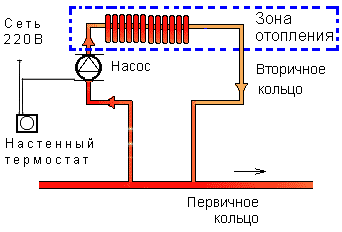 Сеть
220В
Зона
отопления
Насос
Вторичное
кольцо
Настенный
термостат
Первичное
кольцо